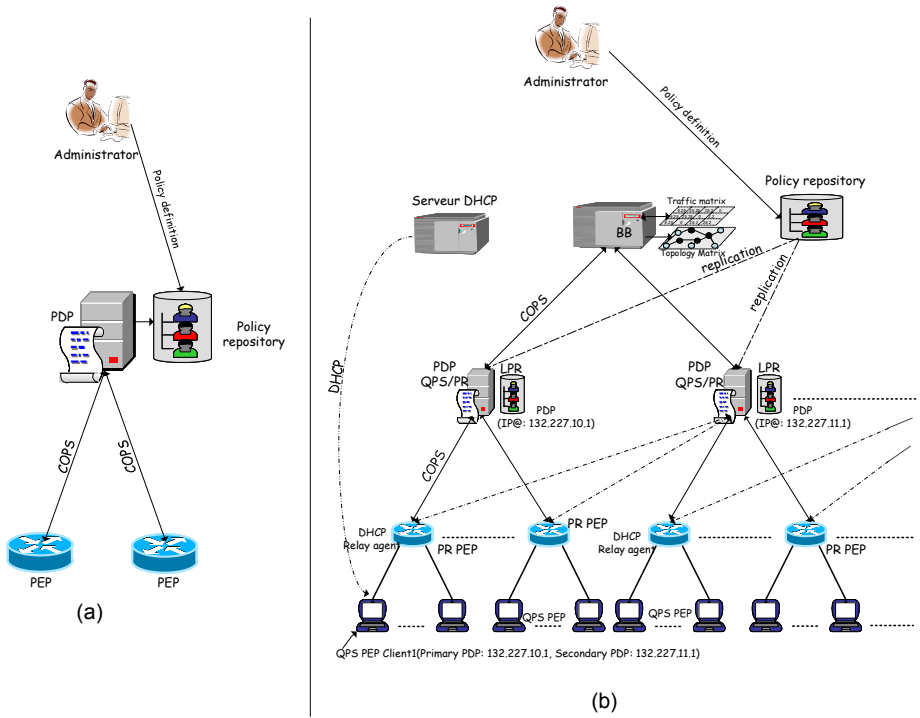 Administrator
Policy definition
PDP
Policy
repository
COPS
COPS
PEP
PEP
(a)
Administrator
Policy definition
Policy repository
Serveur DHCP
Traffic matrix
BB
Topology Matrix
replication
replication
COPS
DHCP
PDP
QPS/PR
LPR
PDP
(IP@: 132,227.10.1)
PDP
QPS/PR
LPR
PDP
(IP@: 132,227.11.1)
COPS
DHCP
Relay agent
PR PEP
PR PEP
DHCP
Relay agent
PR PEP
PR PEP
QPS PEP
QPS PEP
QPS PEP Client1(Primary PDP: 132,227.10.1, Secondary PDP: 132,227.11.1)
(b)